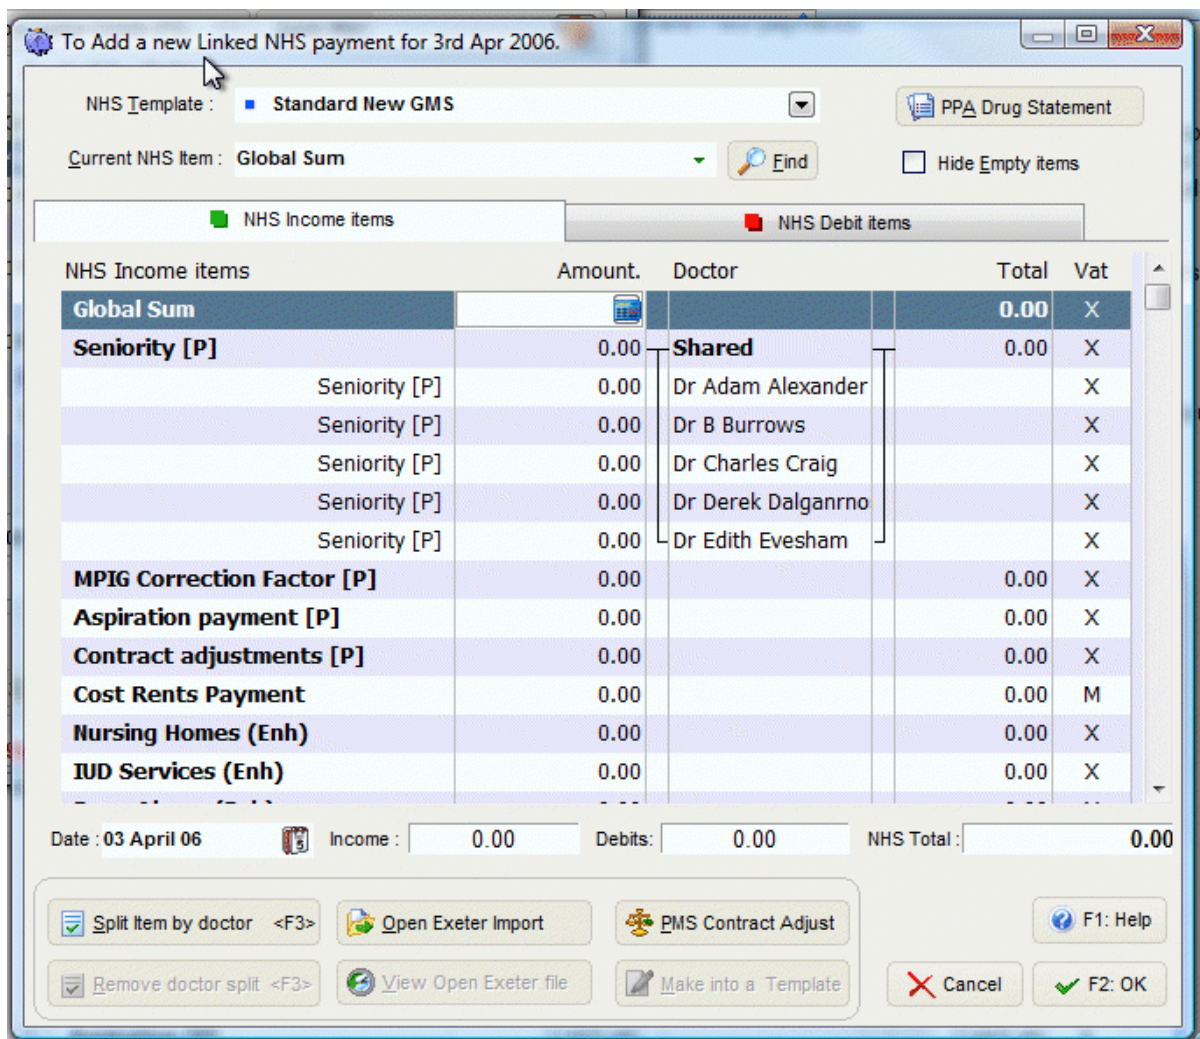 To Add a new Linked NHS payment for 3rd Apr 2006.
NHS Template : Standard New GMS PPA Drug Statement
Current NHS Item : Global Sum Find Hide Empty items
NHS Income items NHS Debit items
NHS Income items Amount. Doctor Total Vat
Global Sum 0.00 X
Seniority [P] 0.00 Shared 0.00 X
Seniority [P] 0.00 Dr Adam Alexander X
Seniority [P] 0.00 Dr B Burrows X
Seniority [P] 0.00 Dr Charles Craig X
Seniority [P] 0.00 Dr Derek Dalganrno X
Seniority [P] 0.00 Dr Edith Evesham X
MPIG Correction Factor [P] 0.00 0.00 X
Aspiration payment [P] 0.00 0.00 X
Contract adjustments [P] 0.00 0.00 X
Cost Rents Payment 0.00 0.00 M
Nursing Homes (Enh) 0.00 0.00 X
IUD Services (Enh) 0.00 0.00 X
Date : 03 April 06 Income : 0.00 Debits: 0.00 NHS Total : 0.00
Split Item by doctor <F3> Open Exeter Import PMS Contract Adjust F1: Help
Remove doctor split <F3> View Open Exeter file Make into a Template Cancel F2: OK